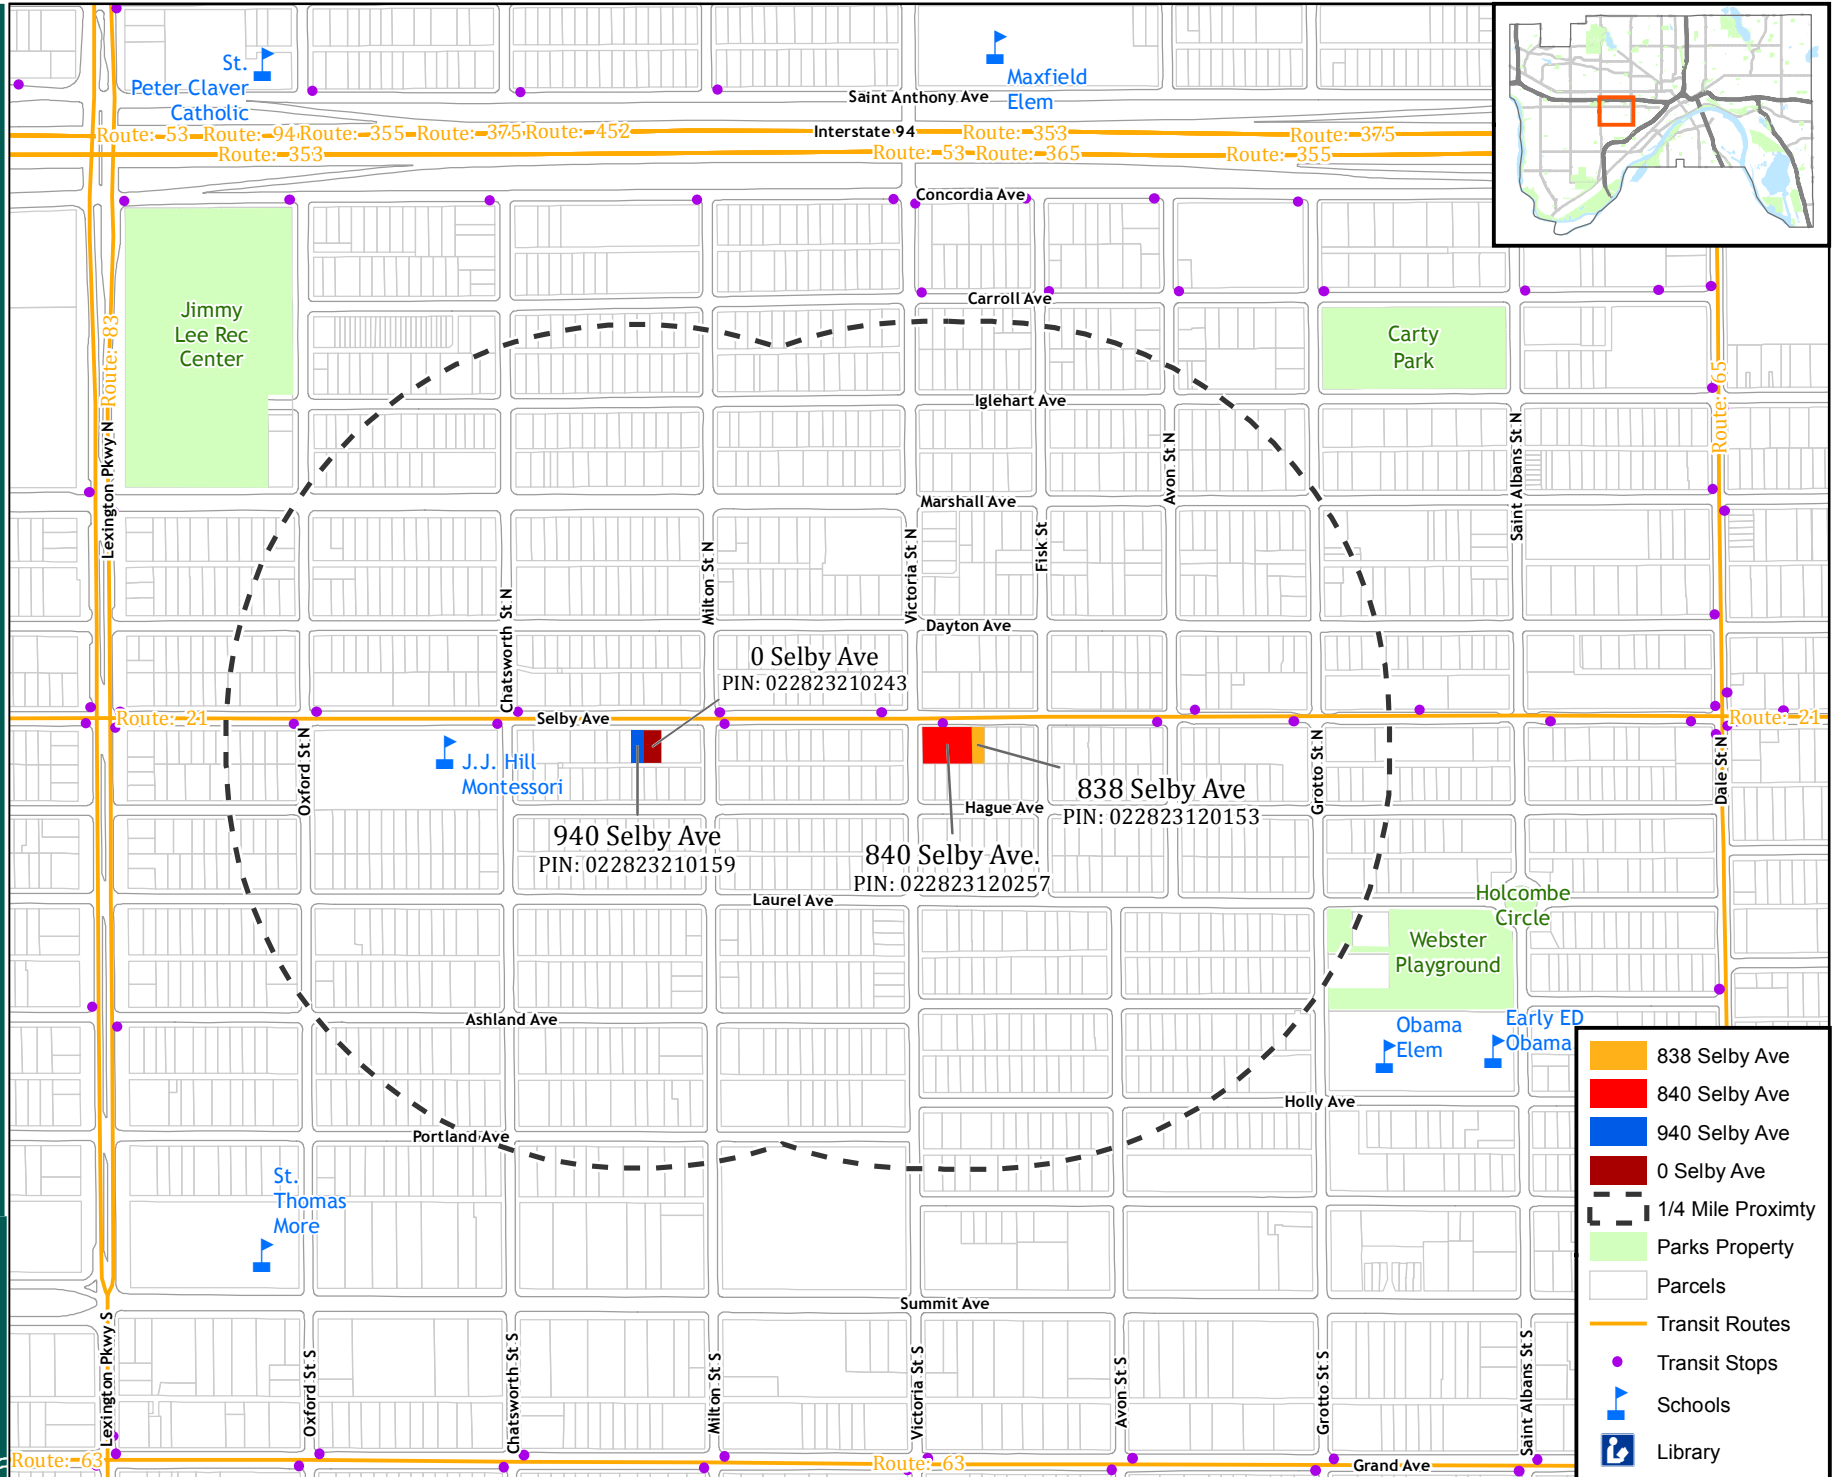 St.
Peter Claver
Catholic
Maxfield
Elem
Saint Anthony Ave
Route: 53
Route: 94
Route: 355
Route: 375
Route: 452
Interstate 94
Route: 353
Route: 375
Route: 353
Route: 53
Route: 365
Route: 355
Concordia Ave
Jimmy
Lee Rec
Center
Carroll Ave
Carty
Park
Route: 83
Route: 65
Iglehart Ave
Lexington Pkwy N
Avon St N
Saint Albans St N
Marshall Ave
Fisk St
Victoria St N
Milton St N
Chatsworth St N
Dayton Ave
0 Selby Ave
PIN: 022823210243
Route: 21
Selby Ave
Route: 21
Oxford St N
J.J. Hill
Montessori
Grotto St N
Dale St N
838 Selby Ave
PIN: 022823120153
Hague Ave
940 Selby Ave
PIN: 022823210159
840 Selby Ave.
PIN: 022823120257
Laurel Ave
Holcombe
Circle
Webster
Playground
Ashland Ave
Obama
Elem
Early ED
Obama
Holly Ave
Portland Ave
St.
Thomas
More
Summit Ave
Lexington Pkwy S
Oxford St S
Chatsworth St S
Milton St S
Victoria St S
Avon St S
Grotto St S
Saint Albans St S
Route: 63
Route: 63
Grand Ave
838 Selby Ave
840 Selby Ave
940 Selby Ave
0 Selby Ave
1/4 Mile Proximty
Parks Property
Parcels
Transit Routes
Transit Stops
Schools
Library